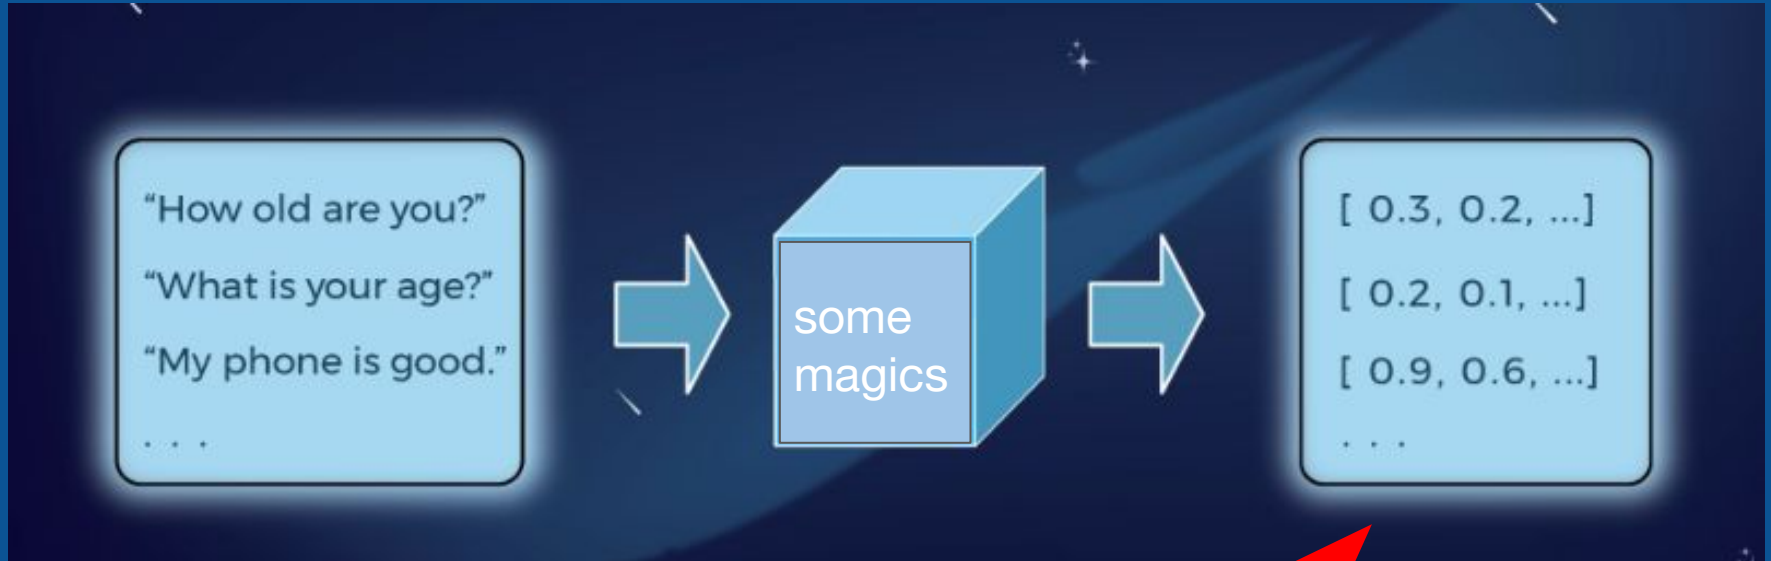 “How old are you?”
“What is your age?”
“My phone is good.”
. . .
some
magics
[ 0.3, 0.2, ...]
[ 0.2, 0.1, ...]
[ 0.9, 0.6, ...]
. . .